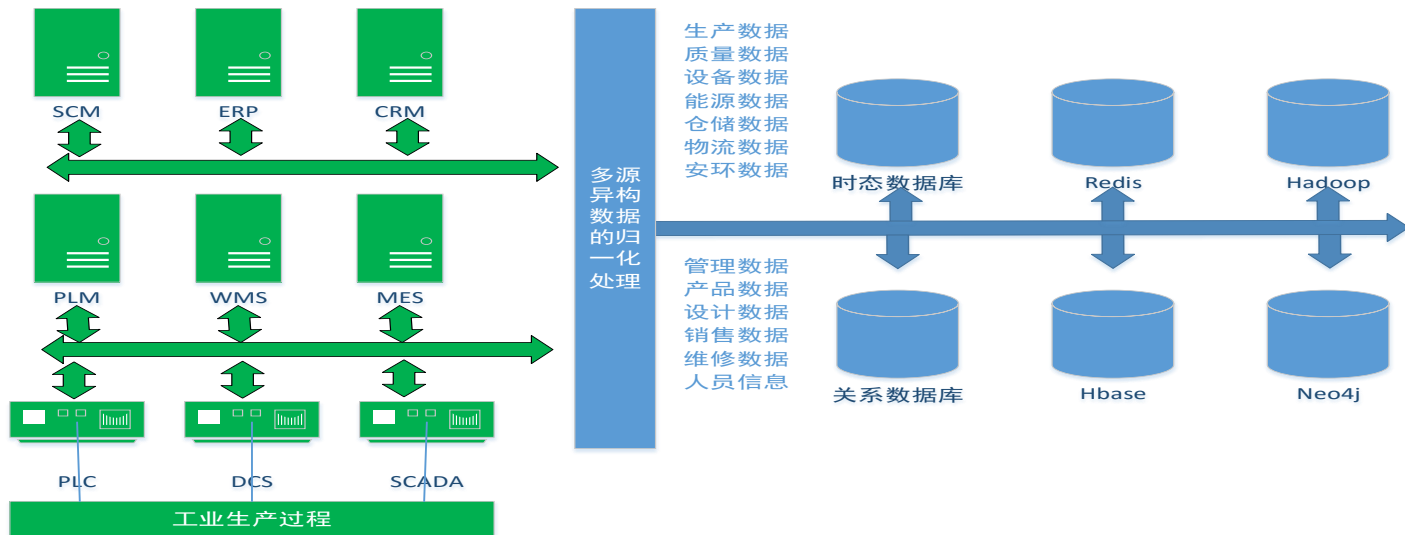 SCM ERP CRM
PLM WMS MES
PLC DCS SCADA
工业生产过程
多源
异构
数据
的归
一化
处理
生产数据
质量数据
设备数据
能源数据
仓储数据
物流数据
安环数据
管理数据
产品数据
设计数据
销售数据
维修数据
人员信息
时态数据库 Redis Hadoop
关系数据库 Hbase Neo4j